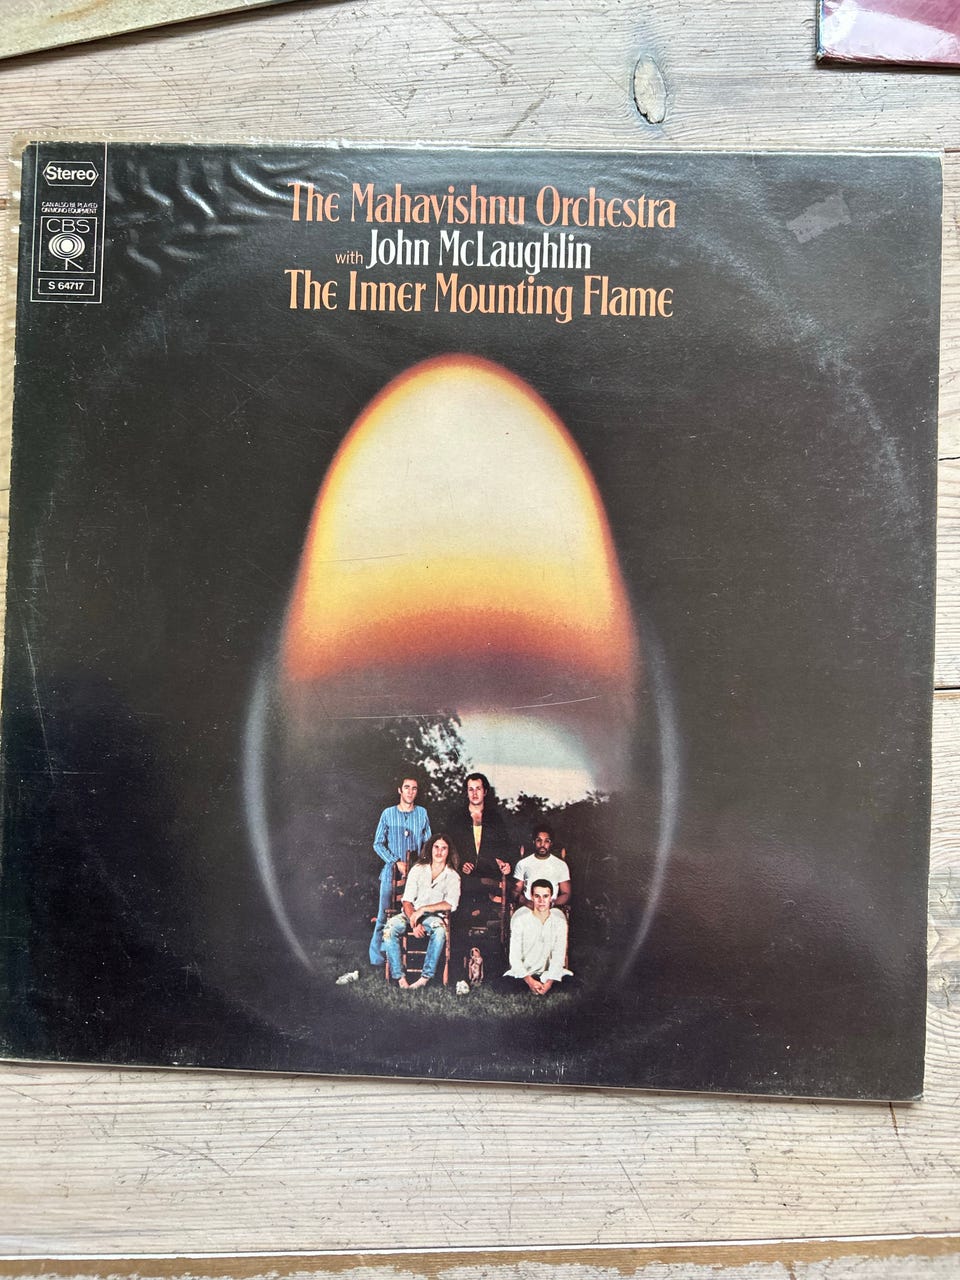 Stereo
CAN ALSO BE PLAYED
ON MONO EQUIPMENT
CBS
S 64717
The Mahavishnu Orchestra
with John McLaughlin
The Inner Mounting Flame